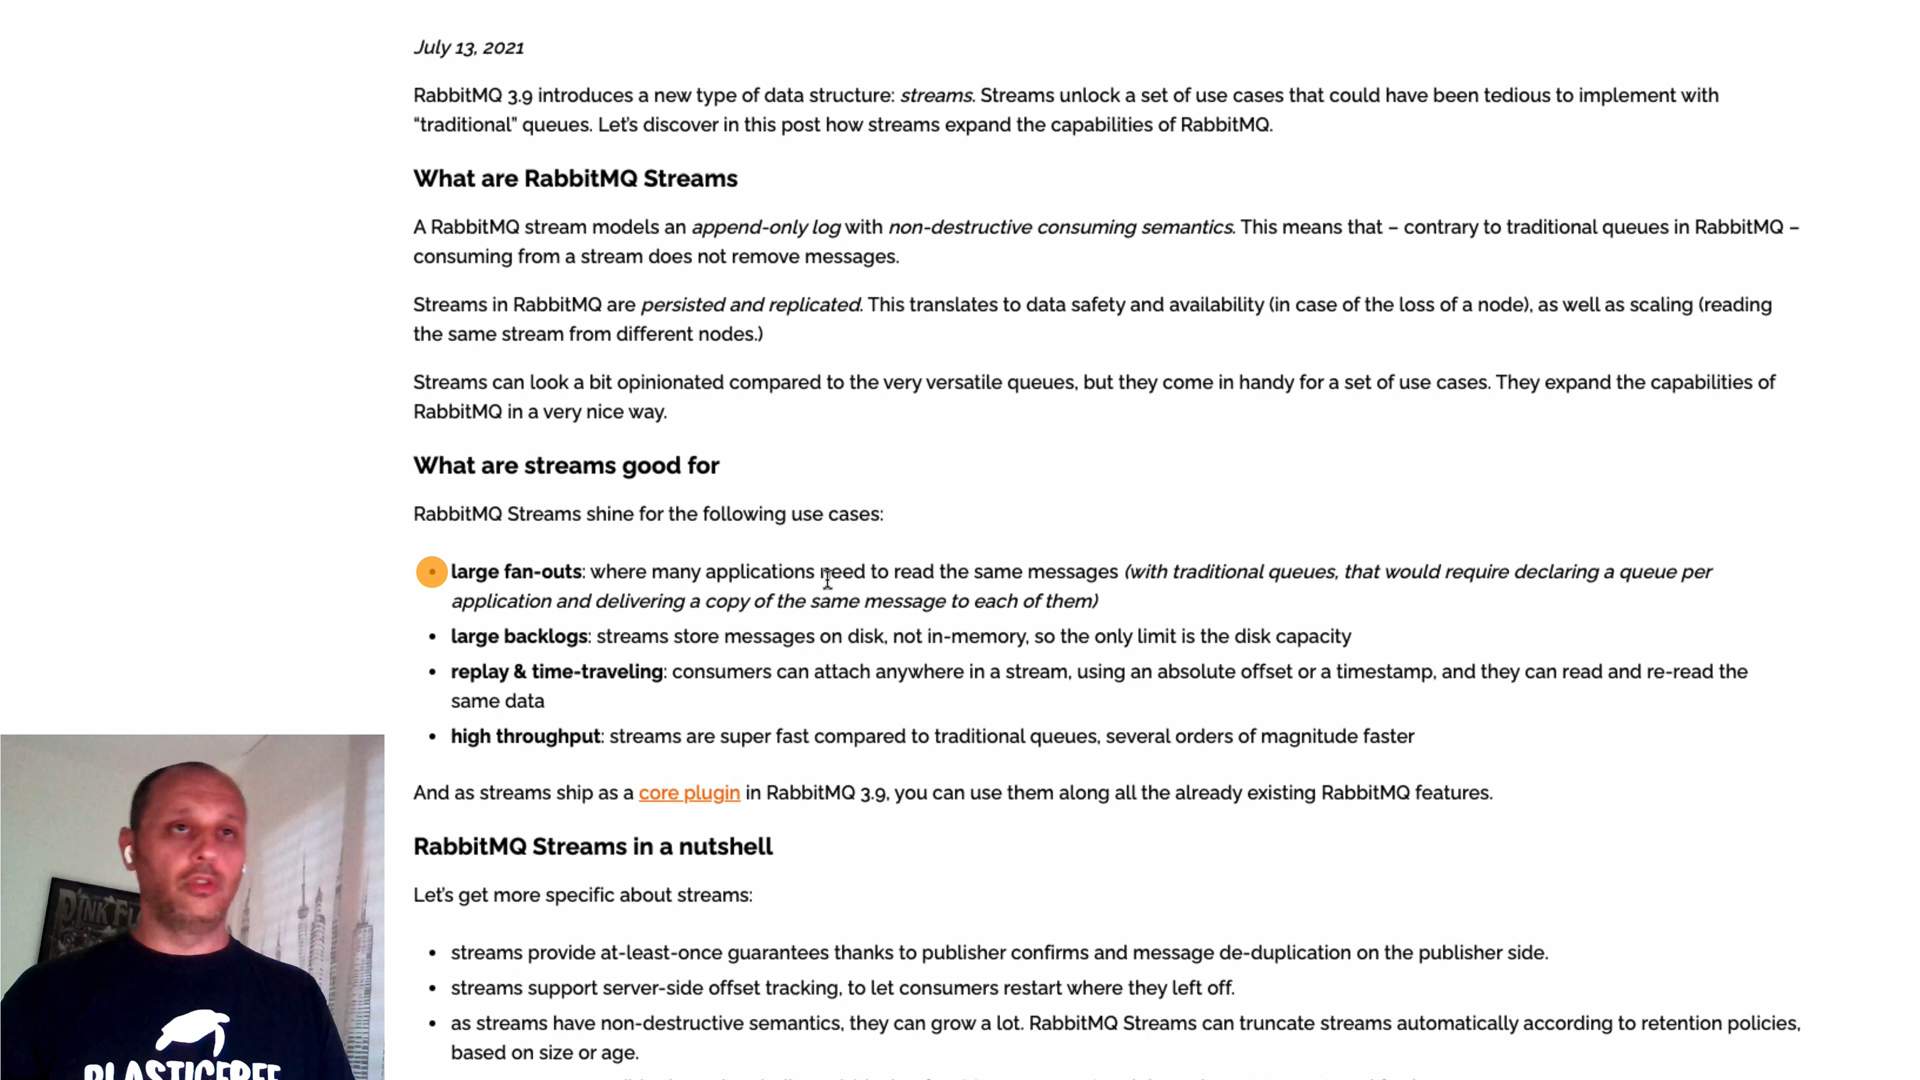 July 13, 2021
RabbitMQ 3.9 introduces a new type of data structure: streams. Streams unlock a set of use cases that could have been tedious to implement with
“traditional” queues. Let’s discover in this post how streams expand the capabilities of RabbitMQ.
What are RabbitMQ Streams
A RabbitMQ stream models an append-only log with non-destructive consuming semantics. This means that – contrary to traditional queues in RabbitMQ –
consuming from a stream does not remove messages.
Streams in RabbitMQ are persisted and replicated. This translates to data safety and availability (in case of the loss of a node), as well as scaling (reading
the same stream from different nodes.)
Streams can look a bit opinionated compared to the very versatile queues, but they come in handy for a set of use cases. They expand the capabilities of
RabbitMQ in a very nice way.
What are streams good for
RabbitMQ Streams shine for the following use cases:
• large fan-outs: where many applications need to read the same messages (with traditional queues, that would require declaring a queue per
application and delivering a copy of the same message to each of them)
• large backlogs: streams store messages on disk, not in-memory, so the only limit is the disk capacity
• replay & time-traveling: consumers can attach anywhere in a stream, using an absolute offset or a timestamp, and they can read and re-read the
same data
• high throughput: streams are super fast compared to traditional queues, several orders of magnitude faster
And as streams ship as a core plugin in RabbitMQ 3.9, you can use them along all the already existing RabbitMQ features.
RabbitMQ Streams in a nutshell
Let’s get more specific about streams:
• streams provide at-least-once guarantees thanks to publisher confirms and message de-duplication on the publisher side.
• streams support server-side offset tracking, to let consumers restart where they left off.
• as streams have non-destructive semantics, they can grow a lot. RabbitMQ Streams can truncate streams automatically according to retention policies,
based on size or age.
PINK FL
PLASTICFREE